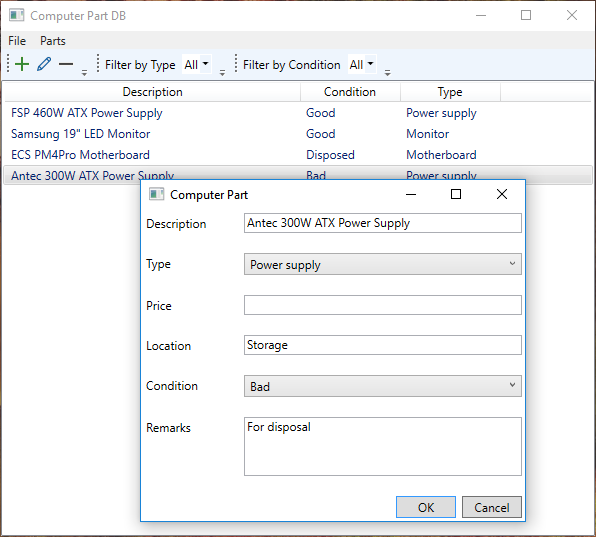 Computer Part DB
File Parts
Filter by Type All Filter by Condition All
Description Condition Type
FSP 460W ATX Power Supply Good Power supply
Samsung 19" LED Monitor Good Monitor
ECS PM4Pro Motherboard Disposed Motherboard
Antec 300W ATX Power Supply Bad Power supply
Computer Part
Description Antec 300W ATX Power Supply
Type Power supply
Price
Location Storage
Condition Bad
Remarks For disposal
OK Cancel